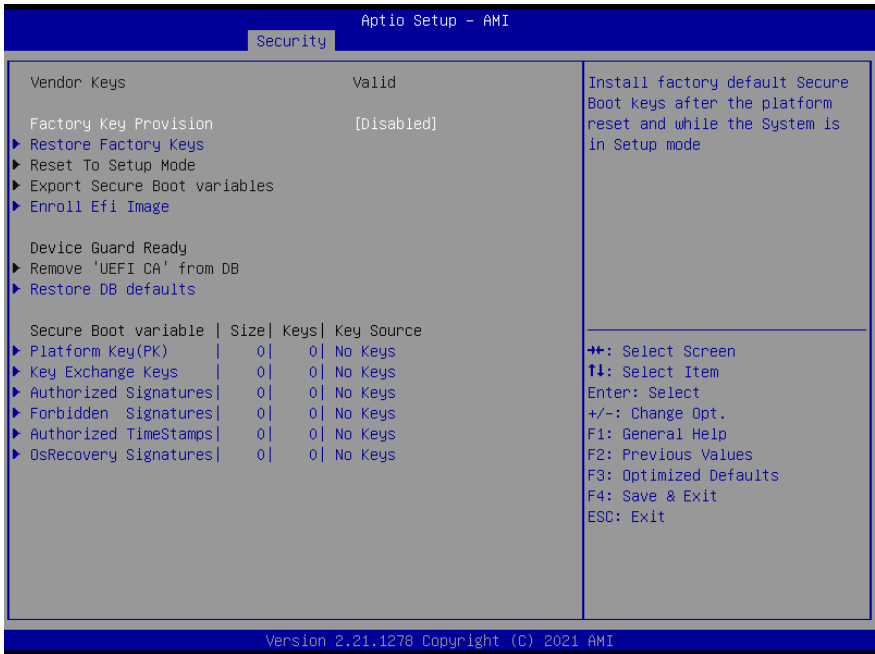 Aptio Setup - AMI
Security
Vendor Keys Valid
Factory Key Provision [Disabled]
Restore Factory Keys
Reset To Setup Mode
Export Secure Boot variables
Enroll Efi Image
Device Guard Ready
Remove 'UEFI CA' from DB
Restore DB defaults
Secure Boot variable | Size| Keys| Key Source
Platform Key(PK) | 0| 0| No Keys
Key Exchange Keys | 0| 0| No Keys
Authorized Signatures| 0| 0| No Keys
Forbidden Signatures| 0| 0| No Keys
Authorized TimeStamps| 0| 0| No Keys
OsRecovery Signatures| 0| 0| No Keys
Install factory default Secure
Boot keys after the platform
reset and while the System is
in Setup mode
→←: Select Screen
↑↓: Select Item
Enter: Select
+/-: Change Opt.
F1: General Help
F2: Previous Values
F3: Optimized Defaults
F4: Save & Exit
ESC: Exit
Version 2.21.1278 Copyright (C) 2021 AMI